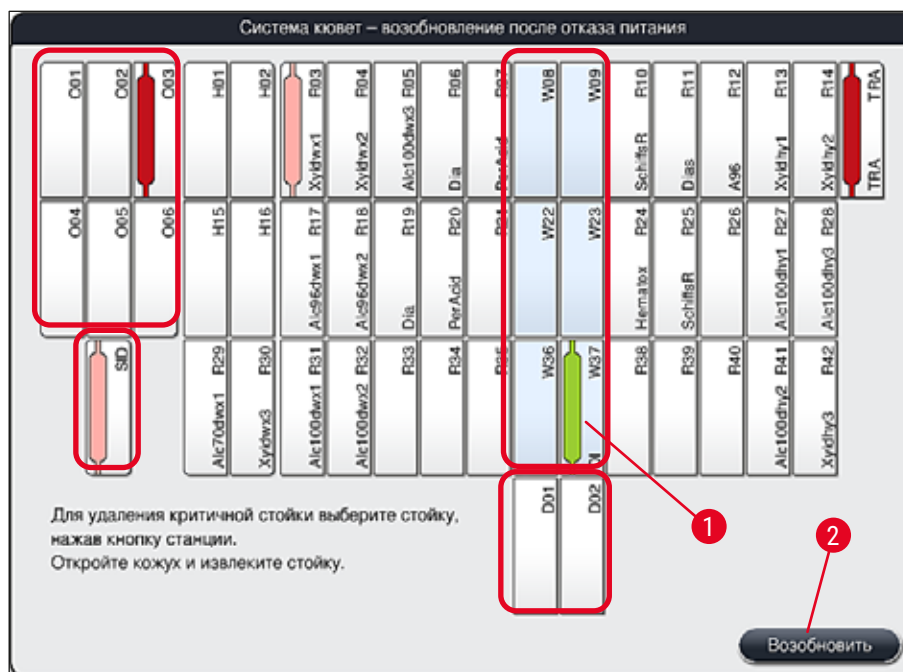 Система кювет – возобновление после отказа питания
O01
O02
O03
H01
H02
Xyldwx1 R03
Xyldwx2 R04
Alc100dwx3 R05
Dia R06
PerAcid R07
W08
W09
SchiffsR R10
Dias R11
A96 R12
Xyldhy1 R13
Xyldhy2 R14
TRA TRA
O04
O05
O06
H15
H16
Alc96dwx1 R17
Alc96dwx2 R18
Dia R19
PerAcid R20
R21
W22
W23
Hematox R24
SchiffsR R25
R26
Alc100dhy1 R27
Alc100dhy3 R28
SID
Alc70dwx1 R29
Xyldwx3 R30
Alc100dwx1 R31
Alc100dwx2 R32
R33
R34
R35
W36
DI W37
R38
R39
R40
Alc100dhy2 R41
Xyldhy3 R42
D01
D02
1
2
Для удаления критичной стойки выберите стойку,
нажав кнопку станции.
Откройте кожух и извлеките стойку.
Возобновить